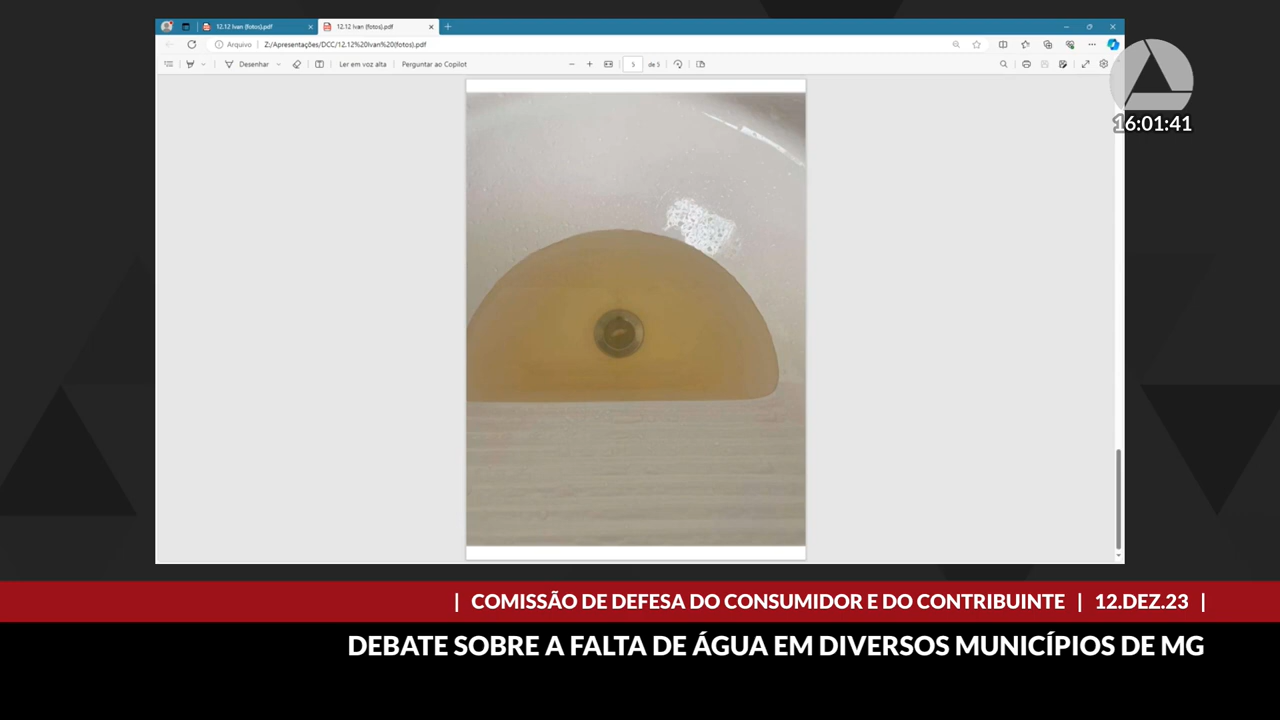 12.12 Ivan (fotos).pdf
12.12 Ivan (fotos).pdf
Arquivo | Z:/Apresentações/DCC/12.12%20Ivan%20(fotos).pdf
Desenhar
Ler em voz alta
Perguntar ao Copilot
5 de 5
16:01:41
| COMISSÃO DE DEFESA DO CONSUMIDOR E DO CONTRIBUINTE | 12.DEZ.23 |
DEBATE SOBRE A FALTA DE ÁGUA EM DIVERSOS MUNICÍPIOS DE MG